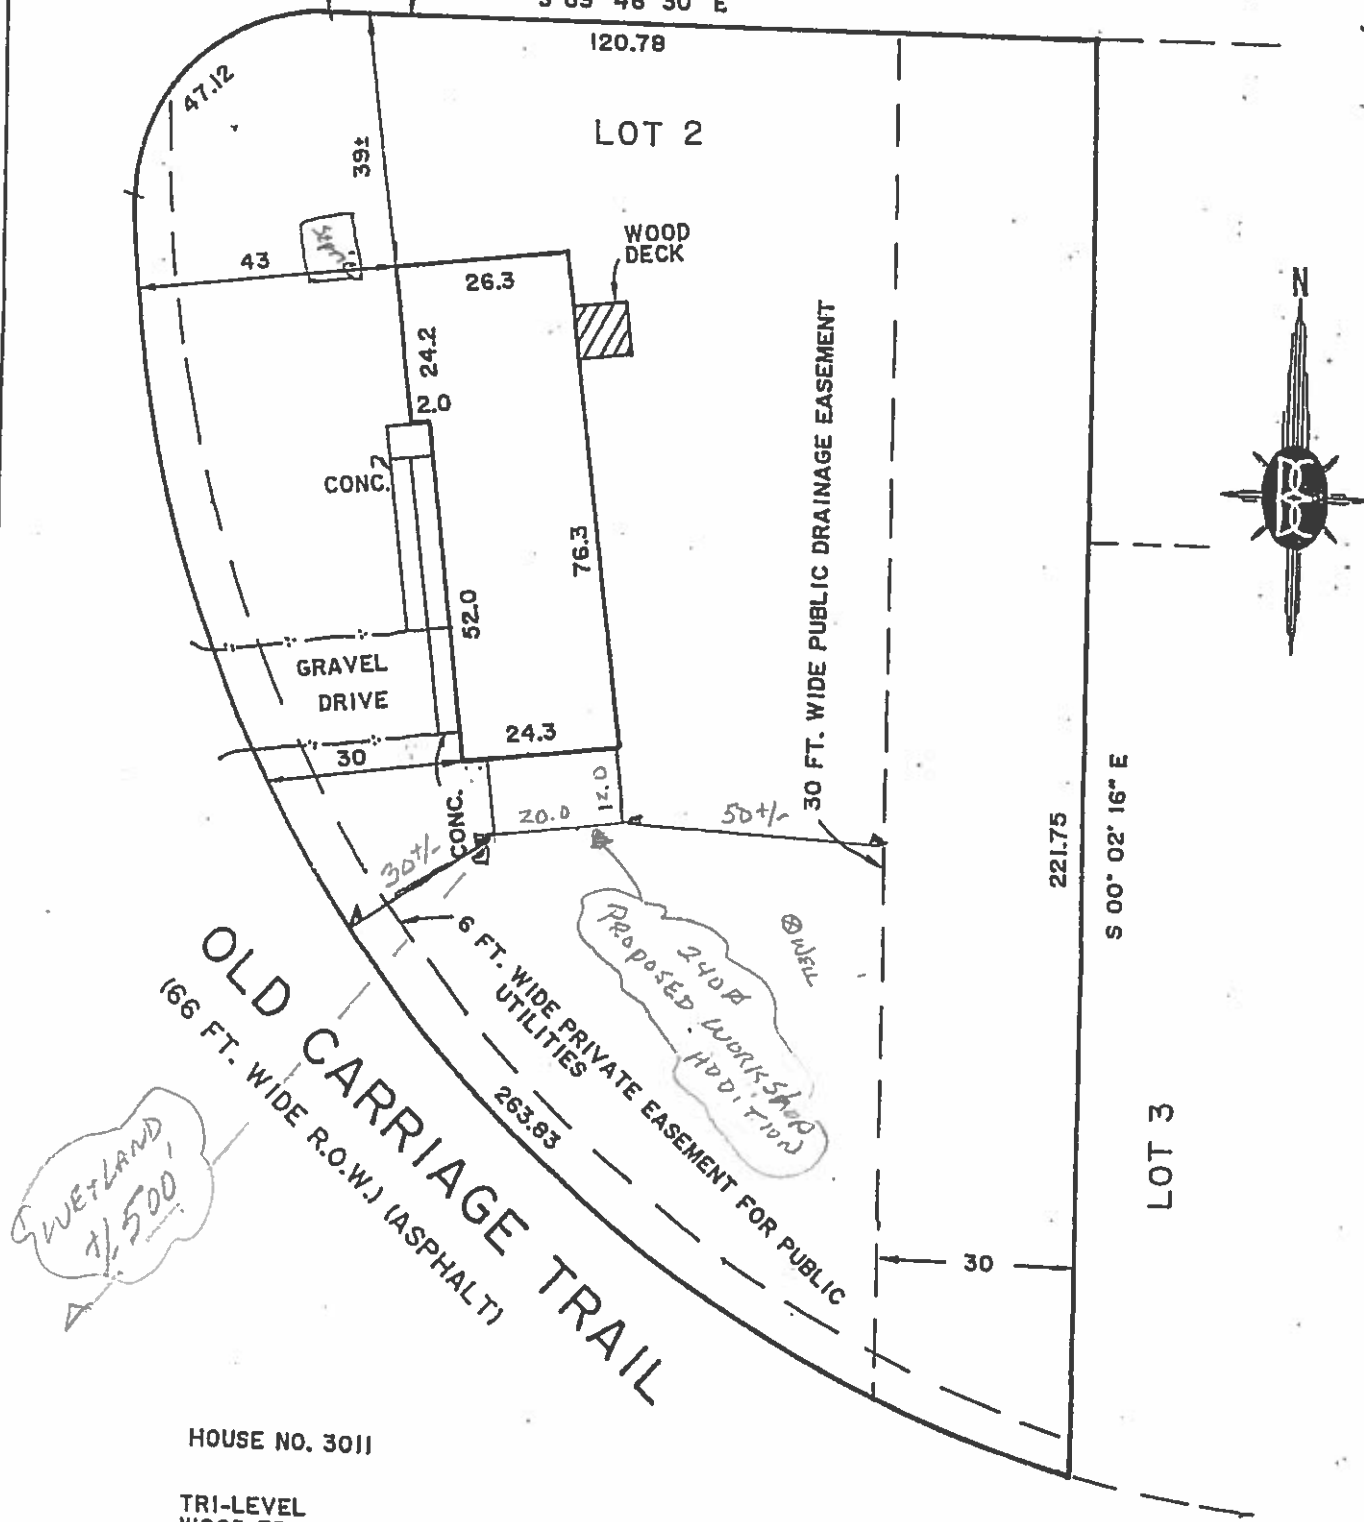 S 89° 46' 30" E
120.78
47.12
LOT 2
39±
WOOD
DECK
43
26.3
24.2
2.0
CONC.
76.3
52.0
30 FT. WIDE PUBLIC DRAINAGE EASEMENT
N
GRAVEL
DRIVE
24.3
30
12.0
20.0
CONC.
50+/-
30+/-
221.75
S 00° 02' 16" E
WELL
240
PROPOSED WORKSHOP
ADDITION
6 FT. WIDE PRIVATE EASEMENT FOR PUBLIC
UTILITIES
OLD CARRIAGE TRAIL
(66 FT. WIDE R.O.W.) (ASPHALT)
263.83
WETLAND,
+/- 500
LOT 3
30
HOUSE NO. 3011
TRI-LEVEL